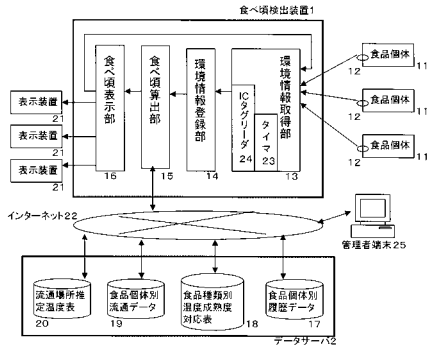 食べ頃検出装置1
食べ頃表示部
16
食べ頃算出部
15
環境情報登録部
14
環境情報取得部
13
ICタグリーダ
24
タイマ
23
表示装置
21
表示装置
21
表示装置
21
食品個体
12
11
食品個体
12
11
食品個体
12
11
インターネット22
管理者端末25
流通場所推
定温度表
20
食品個体別
流通データ
19
食品種類別
温度成熟度
対応表
18
食品個体別
履歴データ
17
データサーバ2